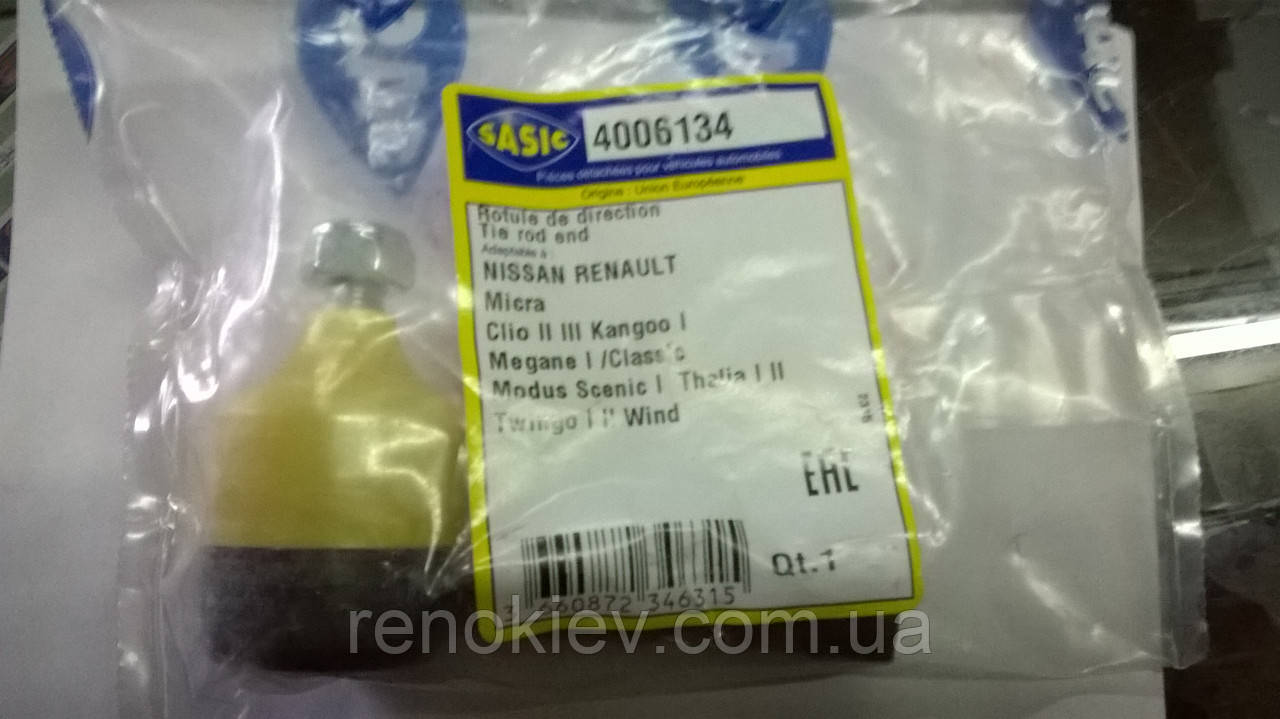 SASIC
4006134
Pièces détachées pour véhicules automobiles
Origine : Union Européenne
Rotule de direction
Tie rod end
Adaptable à :
NISSAN RENAULT
Micra
Clio II III Kangoo I
Megane I /Classic
Modus Scenic I Thalia I II
Twingo I II Wind
EAC
Qt.1
3 460872 346315
renokiev.com.ua